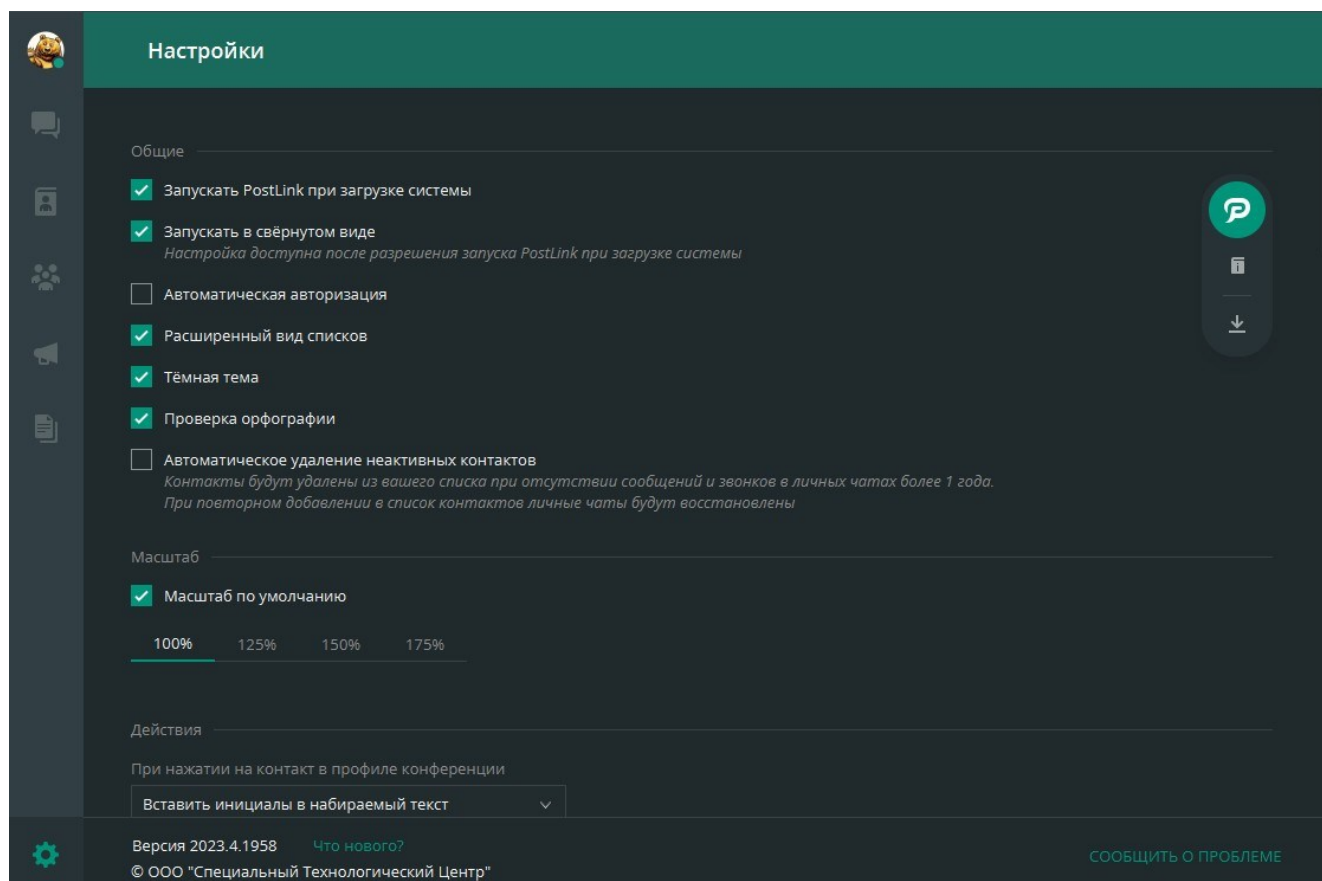 Настройки
Общие
Запускать PostLink при загрузке системы
Запускать в свёрнутом виде
Настройка доступна после разрешения запуска PostLink при загрузке системы
Автоматическая авторизация
Расширенный вид списков
Тёмная тема
Проверка орфографии
Автоматическое удаление неактивных контактов
Контакты будут удалены из вашего списка при отсутствии сообщений и звонков в личных чатах более 1 года.
При повторном добавлении в список контактов личные чаты будут восстановлены
Масштаб
Масштаб по умолчанию
100% 125% 150% 175%
Действия
При нажатии на контакт в профиле конференции
Вставить инициалы в набираемый текст
Версия 2023.4.1958 Что нового?
СООБЩИТЬ О ПРОБЛЕМЕ
© ООО "Специальный Технологический Центр"